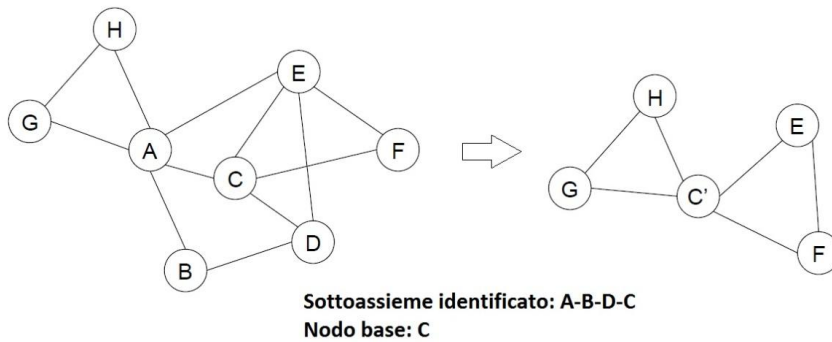 H
G
A
E
C
F
B
D
H
G
C'
E
F
Sottoassieme identificato: A-B-D-C
Nodo base: C